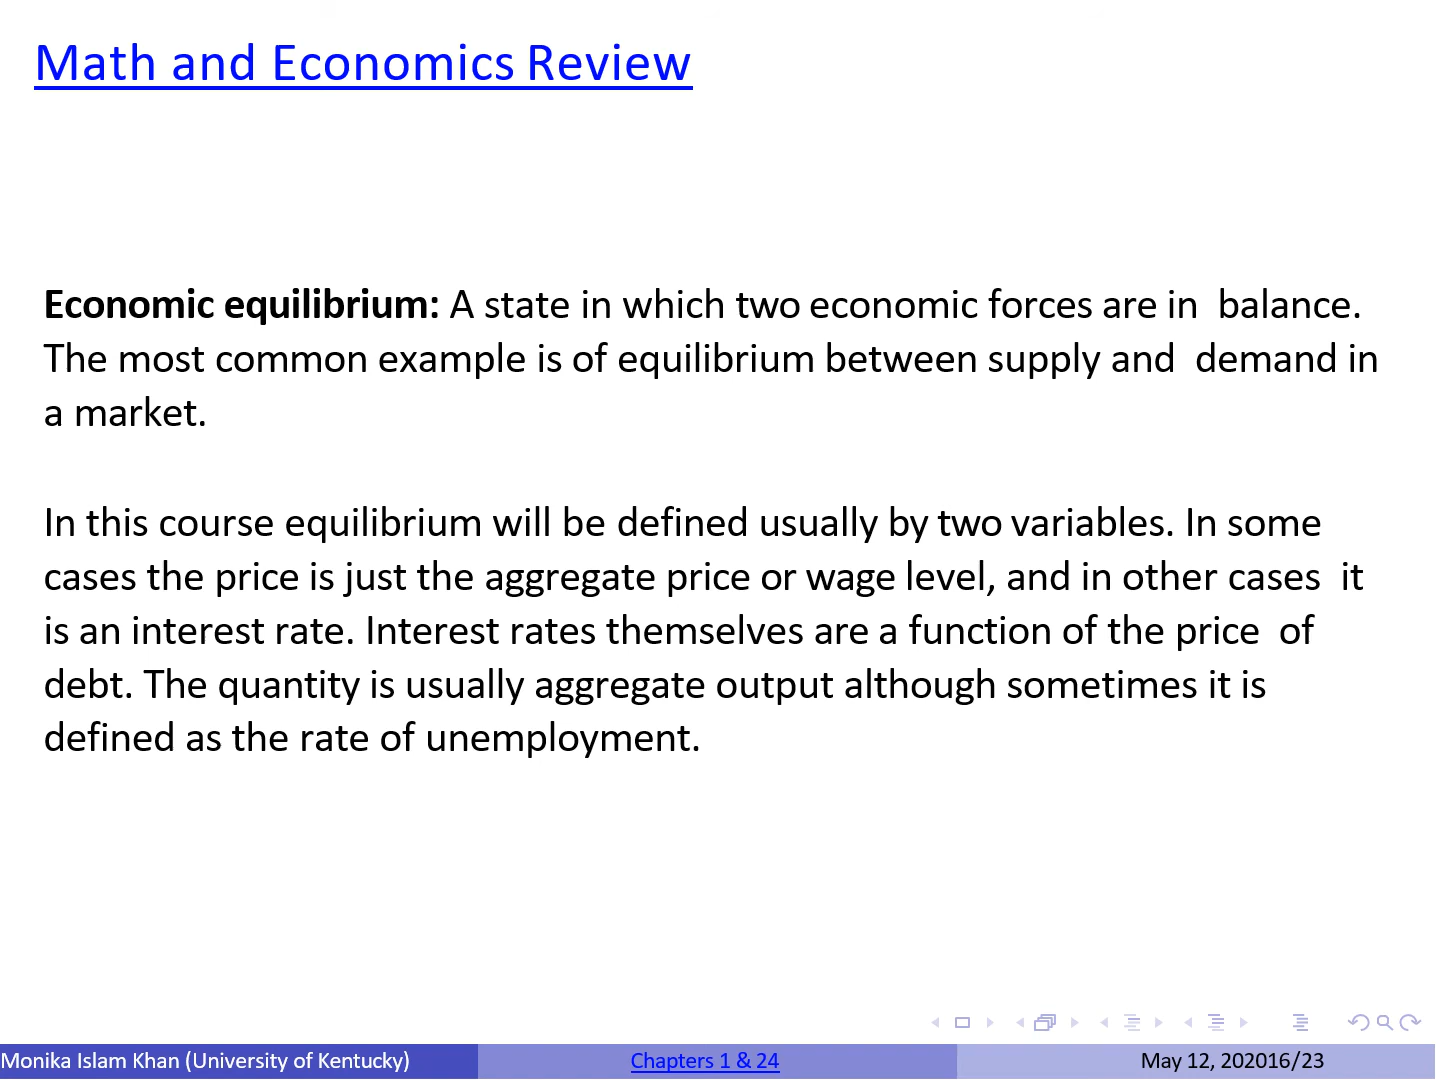 Math and Economics Review
Economic equilibrium: A state in which two economic forces are in balance.
The most common example is of equilibrium between supply and demand in
a market.
In this course equilibrium will be defined usually by two variables. In some
cases the price is just the aggregate price or wage level, and in other cases it
is an interest rate. Interest rates themselves are a function of the price of
debt. The quantity is usually aggregate output although sometimes it is
defined as the rate of unemployment.
Monika Islam Khan (University of Kentucky)
Chapters 1 & 24
May 12, 202016/23